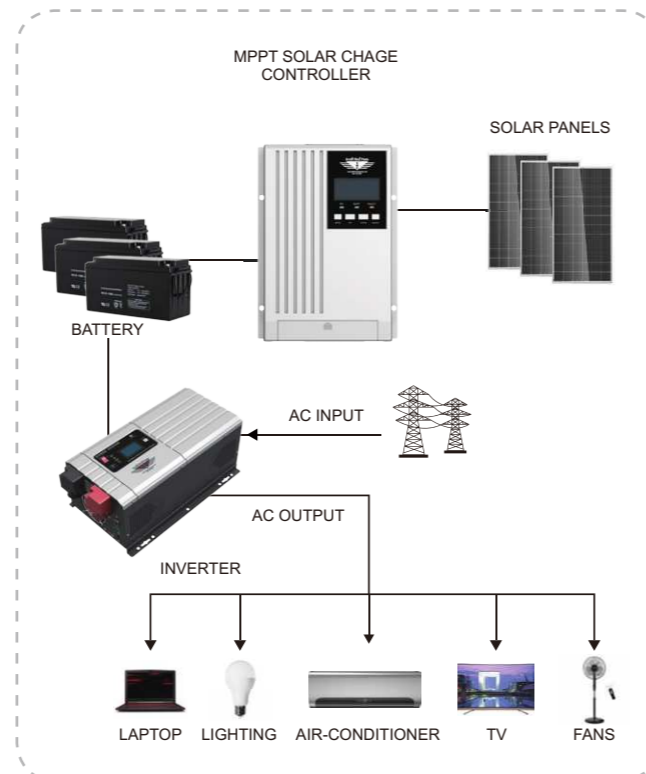 MPPT SOLAR CHAGE
CONTROLLER
SOLAR PANELS
BATTERY
AC INPUT
AC OUTPUT
INVERTER
LAPTOP
LIGHTING
AIR-CONDITIONER
TV
FANS